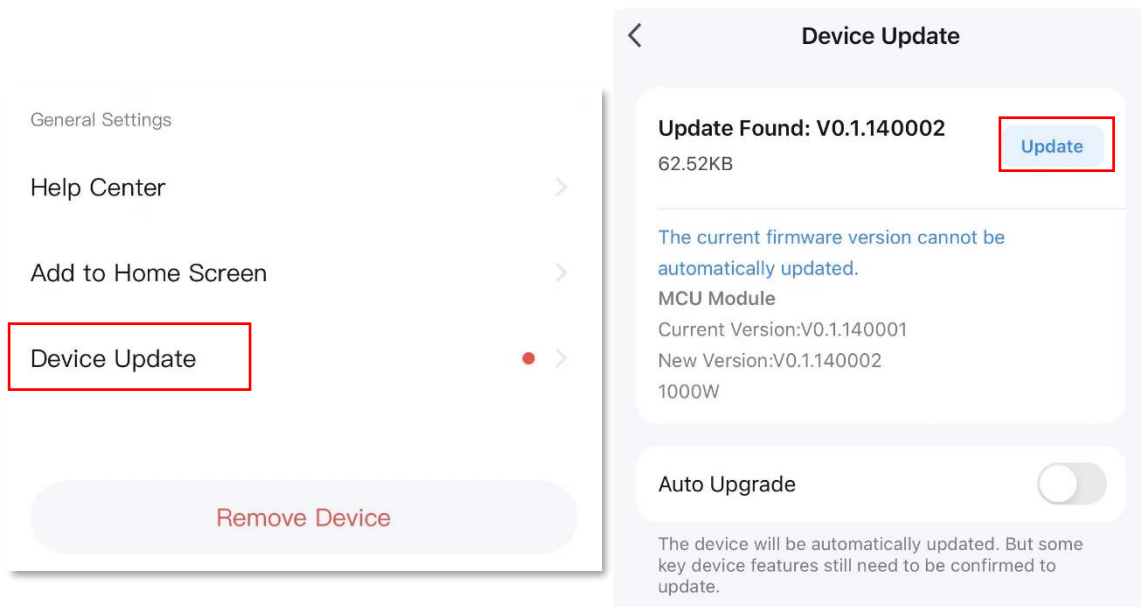 General Settings
Help Center
Add to Home Screen
Device Update
Remove Device
Device Update
Update Found: V0.1.140002
62.52KB
Update
The current firmware version cannot be
automatically updated.
MCU Module
Current Version:V0.1.140001
New Version:V0.1.140002
1000W
Auto Upgrade
The device will be automatically updated. But some
key device features still need to be confirmed to
update.